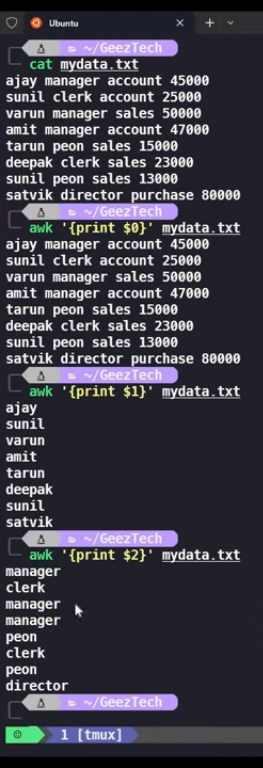 Ubuntu
~/GeezTech
cat mydata.txt
ajay manager account 45000
sunil clerk account 25000
varun manager sales 50000
amit manager account 47000
tarun peon sales 15000
deepak clerk sales 23000
sunil peon sales 13000
satvik director purchase 80000
~/GeezTech
awk '{print $0}' mydata.txt
ajay manager account 45000
sunil clerk account 25000
varun manager sales 50000
amit manager account 47000
tarun peon sales 15000
deepak clerk sales 23000
sunil peon sales 13000
satvik director purchase 80000
~/GeezTech
awk '{print $1}' mydata.txt
ajay
sunil
varun
amit
tarun
deepak
sunil
satvik
~/GeezTech
awk '{print $2}' mydata.txt
manager
clerk
manager
manager
peon
clerk
peon
director
~/GeezTech
1 [tmux]